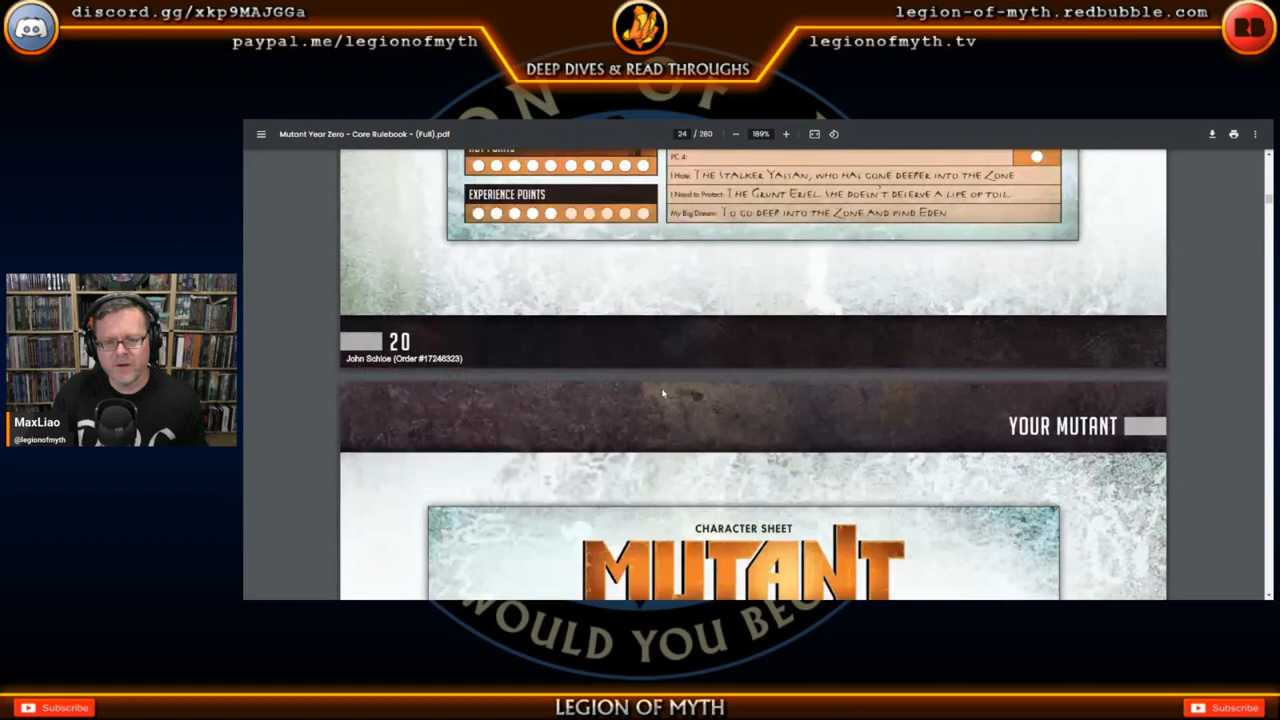 discord.gg/xkp9MAJGGa
legion-of-myth.redbubble.com
paypal.me/legionofmyth
legionofmyth.tv
DEEP DIVES & READ THROUGHS
Mutant Year Zero - Core Rulebook - (Full).pdf
24 / 280
189%
PC 4:
I Hate: THE STALKER YASSAN, WHO HAS GONE DEEPER INTO THE ZONE
EXPERIENCE POINTS
I Need to Protect: THE GRUNT ERIEL. SHE DOESN'T DESERVE A LIFE OF TOIL.
My Big Dream: TO GO DEEP INTO THE ZONE AND FIND EDEN
20
John Schloe (Order #17246323)
MaxLiao
@legionofmyth
YOUR MUTANT
CHARACTER SHEET
MUTANT
WOULD YOU
Subscribe
LEGION OF MYTH
Subscribe